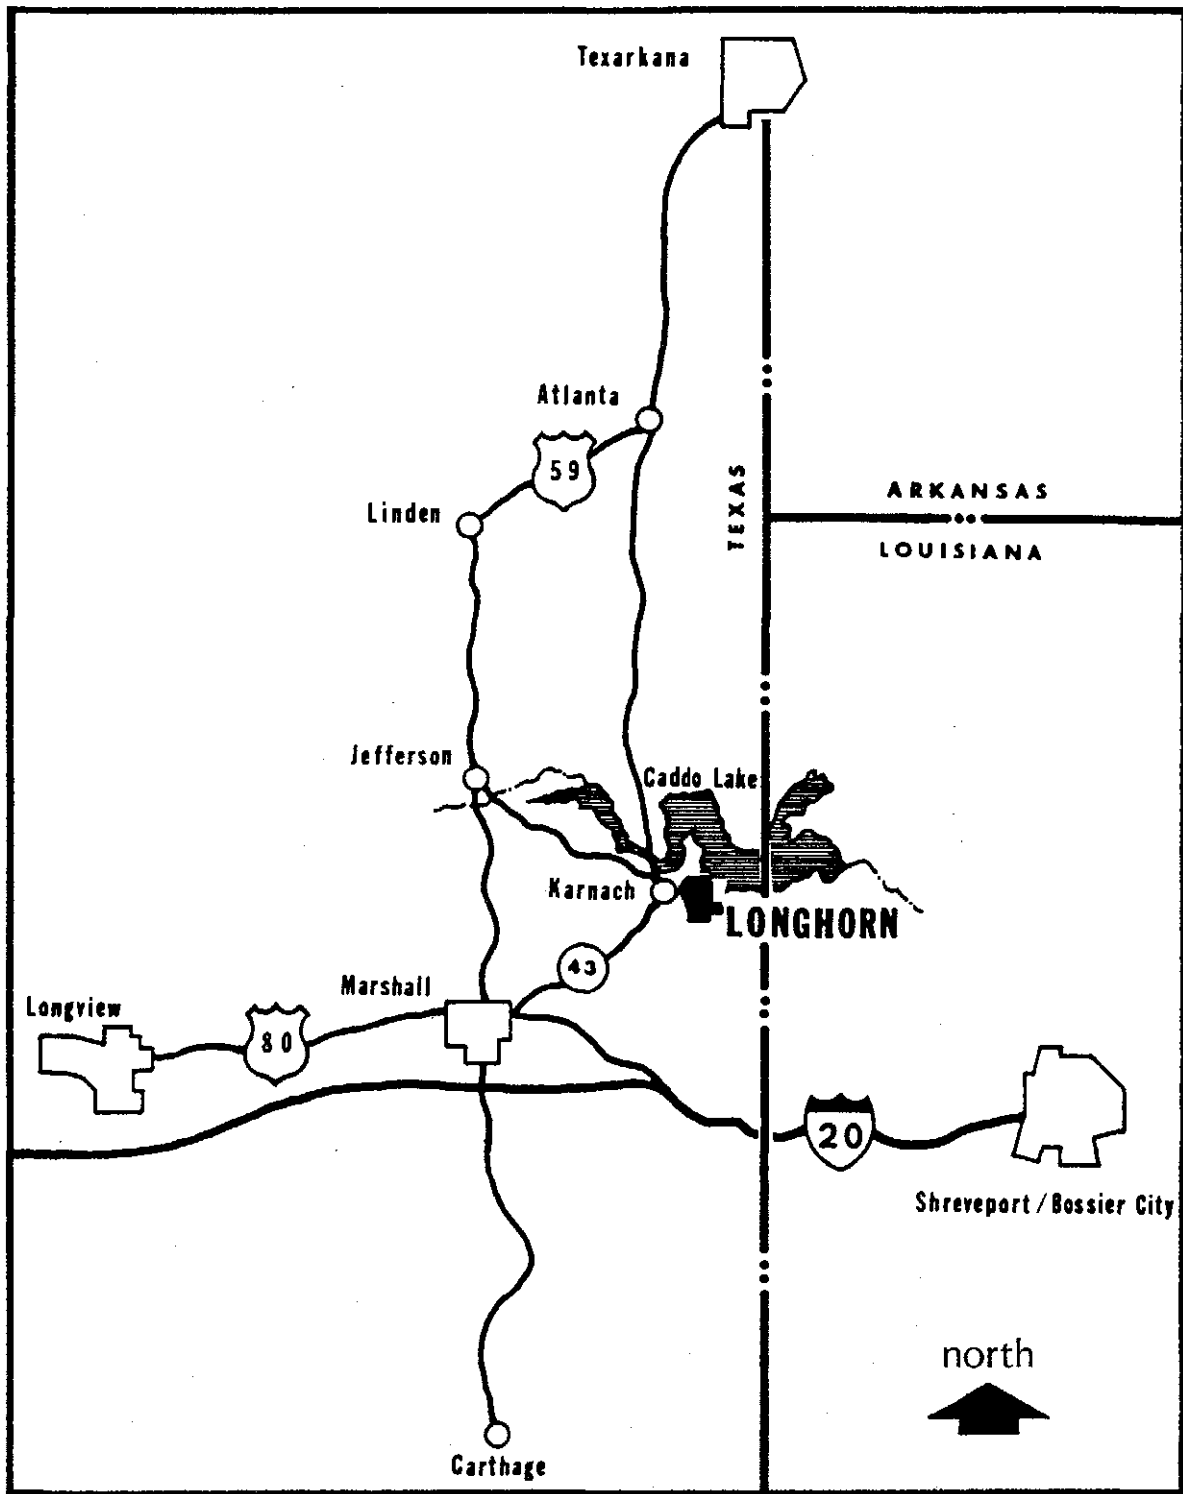 Texarkana
Atlanta
59
Linden
TEXAS
ARKANSAS
LOUISIANA
Jefferson
Caddo Lake
Karnach
LONGHORN
43
Marshall
Longview
80
20
Shreveport/Bossier City
north
Carthage